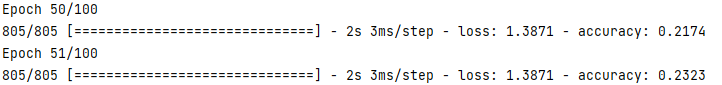 Epoch 50/100
805/805 [==============================] - 2s 3ms/step - loss: 1.3871 - accuracy: 0.2174
Epoch 51/100
805/805 [==============================] - 2s 3ms/step - loss: 1.3871 - accuracy: 0.2323